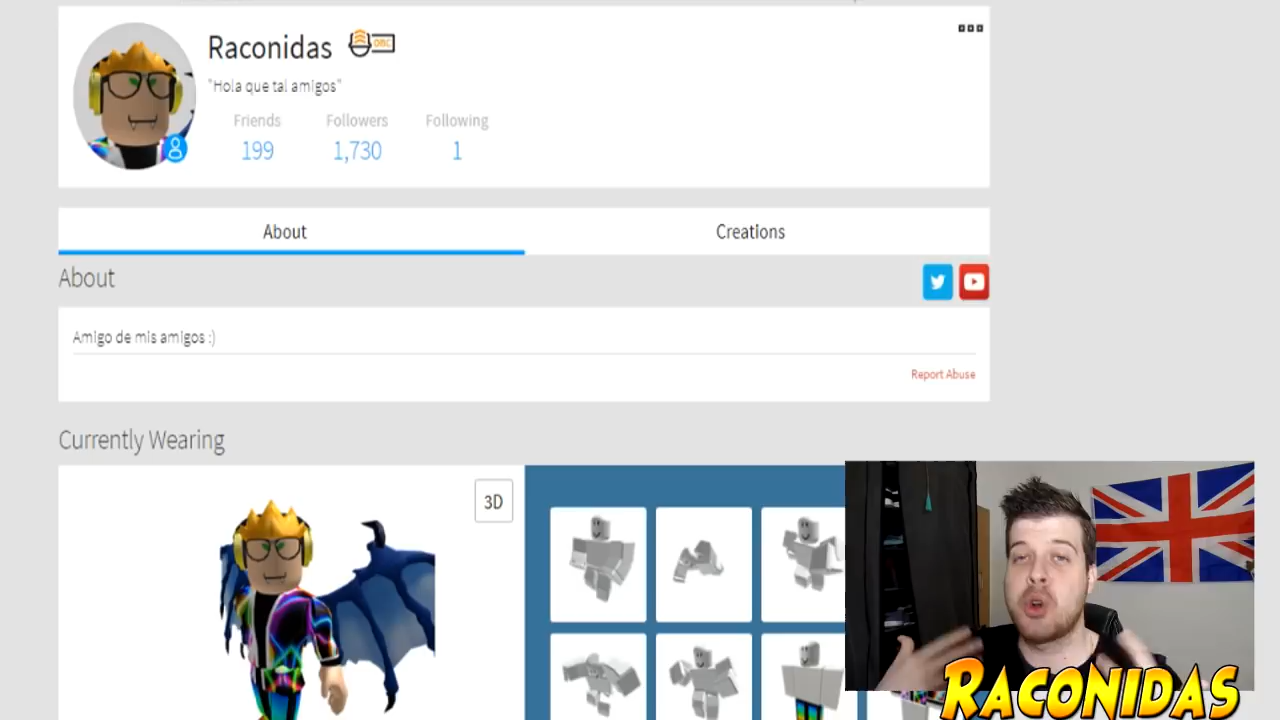 Raconidas OBC
"Hola que tal amigos"
Friends Followers Following
199 1,730 1
About Creations
About
Amigo de mis amigos :)
Report Abuse
Currently Wearing
3D
RACONIDAS